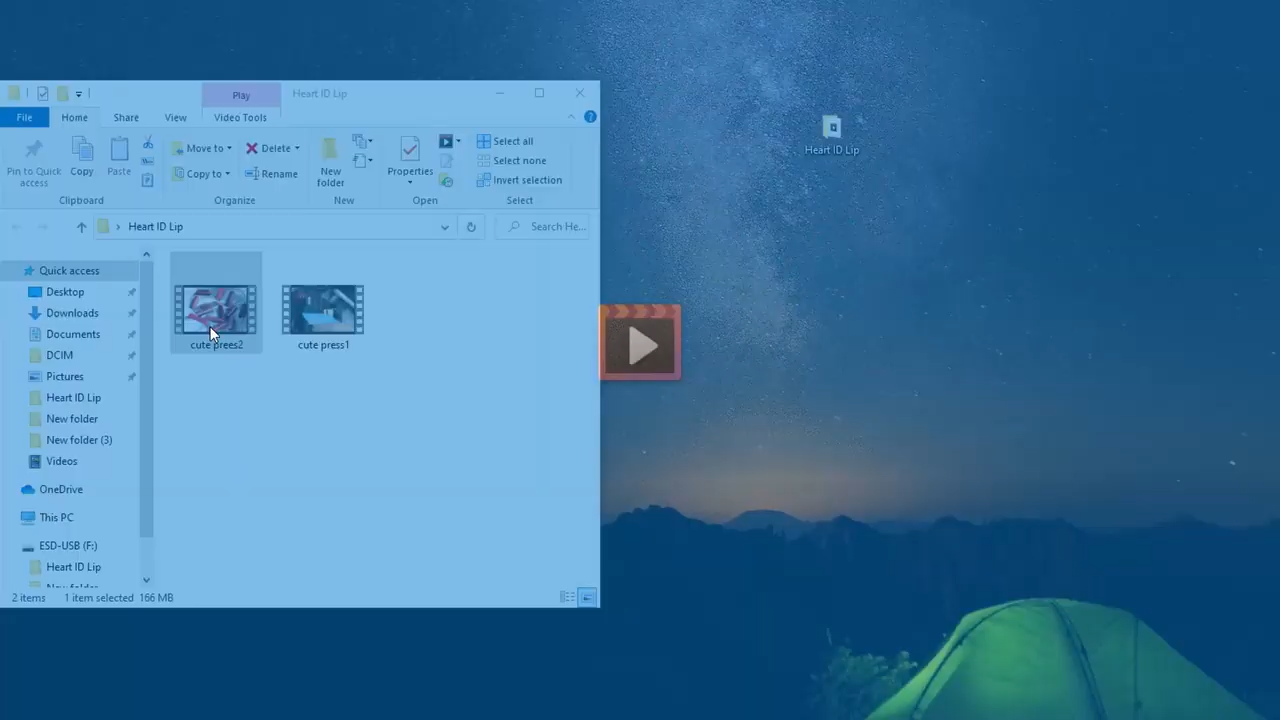 Play
Heart ID Lip
File
Home
Share
View
Video Tools
Pin to Quick
access
Copy
Paste
Move to
Copy to
Delete
Rename
New
folder
Properties
Select all
Select none
Invert selection
Clipboard
Organize
New
Open
Select
Heart ID Lip
Search He...
Quick access
Desktop
Downloads
Documents
DCIM
Pictures
Heart ID Lip
New folder
New folder (3)
Videos
OneDrive
This PC
ESD-USB (F:)
Heart ID Lip
New folder
cute prees2
cute press1
2 items
1 item selected 166 MB
Heart ID Lip